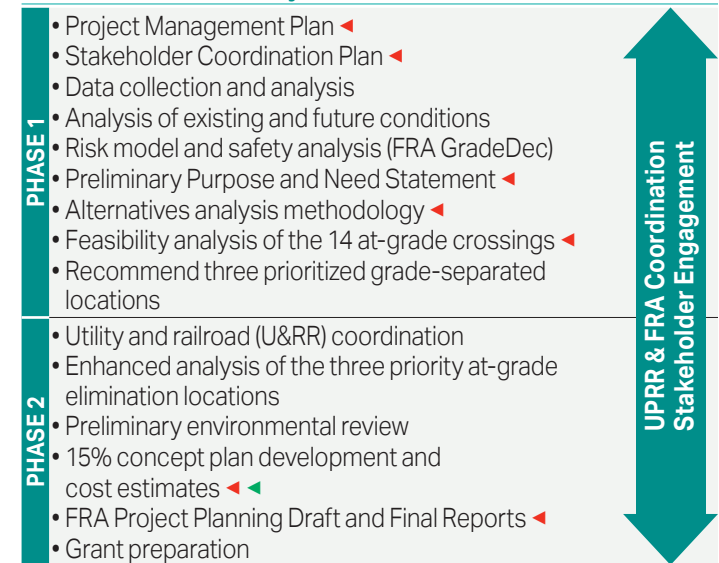 PHASE 1
• Project Management Plan ◄
• Stakeholder Coordination Plan ◄
• Data collection and analysis
• Analysis of existing and future conditions
• Risk model and safety analysis (FRA GradeDec)
• Preliminary Purpose and Need Statement ◄
• Alternatives analysis methodology ◄
• Feasibility analysis of the 14 at-grade crossings ◄
• Recommend three prioritized grade-separated
locations
PHASE 2
• Utility and railroad (U&RR) coordination
• Enhanced analysis of the three priority at-grade
elimination locations
• Preliminary environmental review
• 15% concept plan development and
cost estimates ◄ ◄
• FRA Project Planning Draft and Final Reports ◄
• Grant preparation
UPRR & FRA Coordination
Stakeholder Engagement